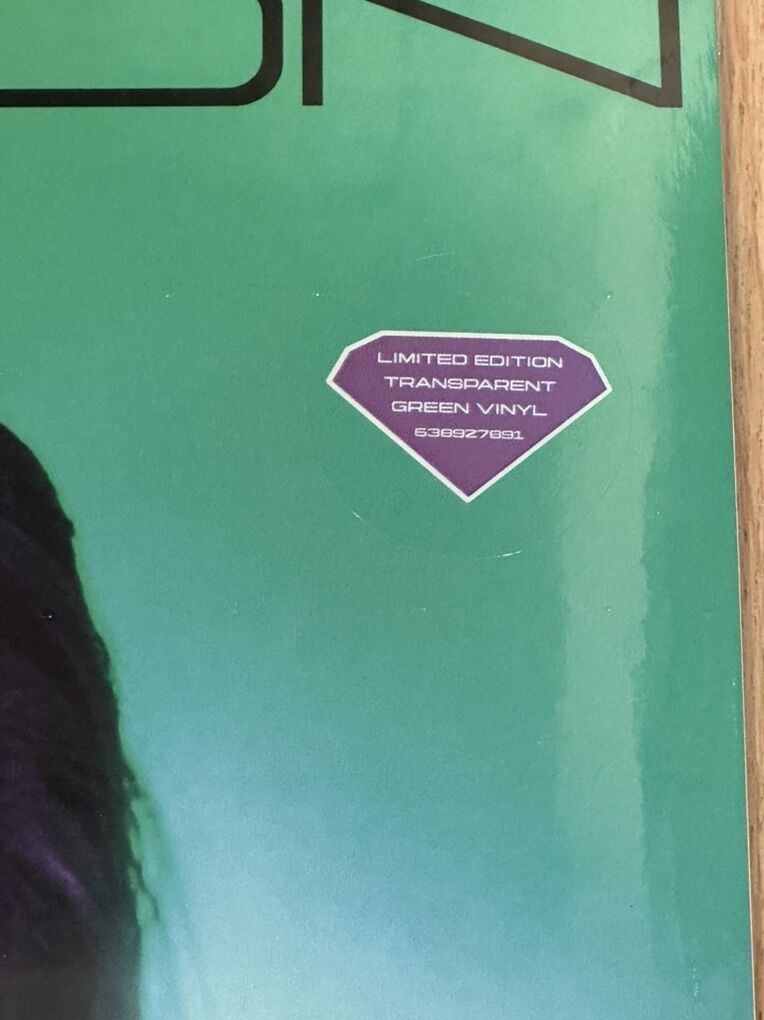 LIMITED EDITION
TRANSPARENT
GREEN VINYL
638927891